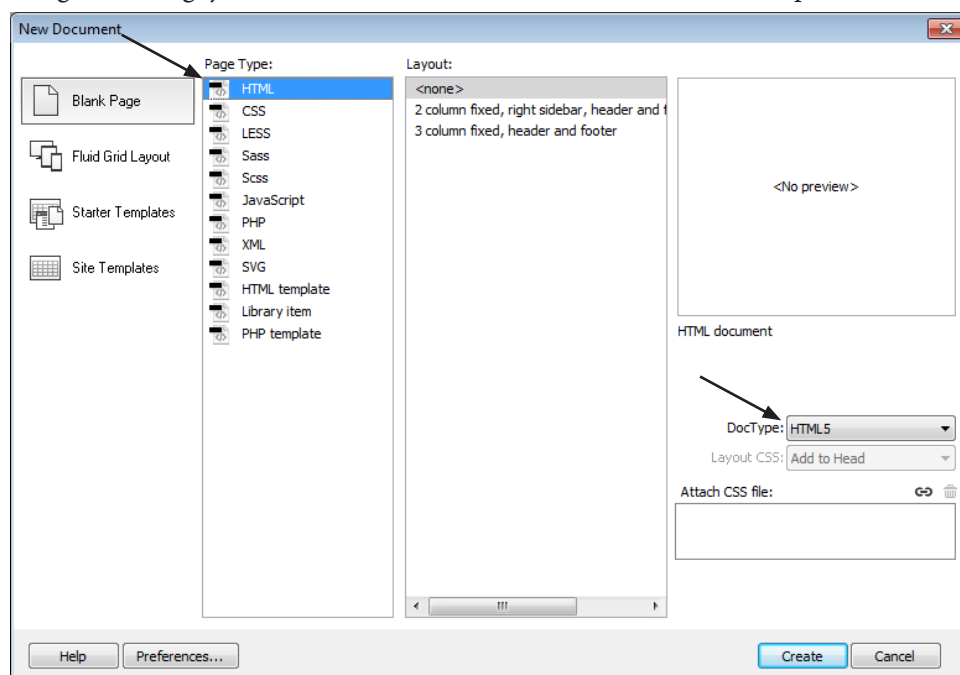 New Document
Page Type:
Layout:
Blank Page
Fluid Grid Layout
Starter Templates
Site Templates
HTML
CSS
LESS
Sass
Scss
JavaScript
PHP
XML
SVG
HTML template
Library item
PHP template
<none>
2 column fixed, right sidebar, header and f
3 column fixed, header and footer
<No preview>
HTML document
DocType: HTML5
Layout CSS: Add to Head
Attach CSS file:
Help
Preferences...
Create
Cancel